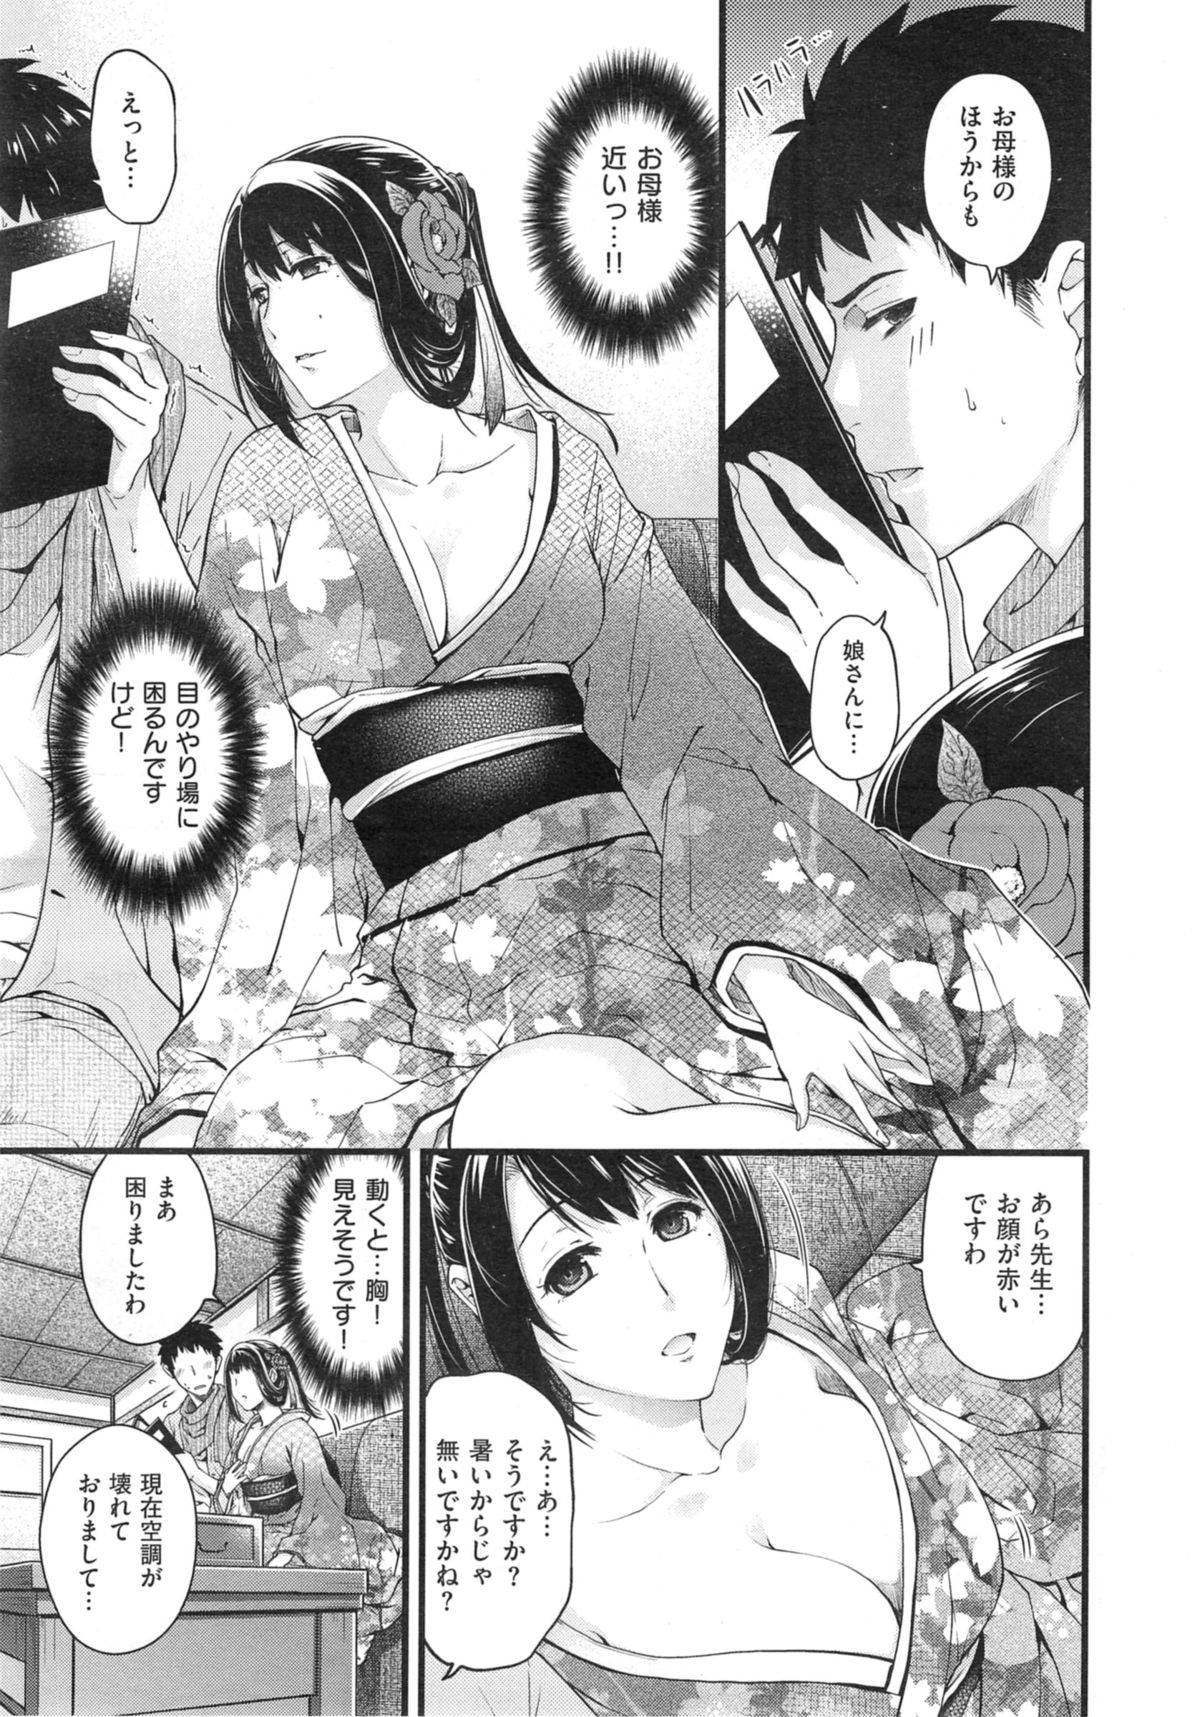 ハラハラ…
お母様の
ほうからも
娘さんに…
お母様
近いっ…!!
えっと…
目のやり場に
困るんです
けど!
あら先生…
お顔が赤い
ですわ
え…あ…
そうですか?
暑いからじゃ
無いですかね?
動くと…胸!
見えそうです!
まあ
困りましたわ
現在空調が
壊れて
おりまして…